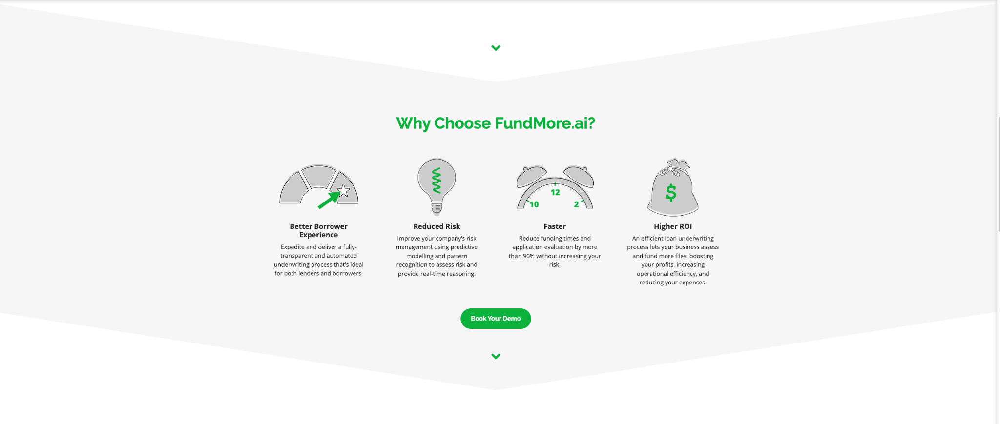 Why Choose FundMore.ai?
$
12
10
2
Better Borrower
Experience
Expedite and deliver a fully-
transparent and automated
underwriting process that's ideal
for both lenders and borrowers.
Reduced Risk
Improve your company's risk
management using predictive
modelling and pattern
recognition to assess risk and
provide real-time reasoning.
Faster
Reduce funding times and
application evaluation by more
than 90% without increasing your
risk.
Higher ROI
An efficient loan underwriting
process lets your business assess
and fund more files, boosting
your profits, increasing
operational efficiency, and
reducing your expenses.
Book Your Demo